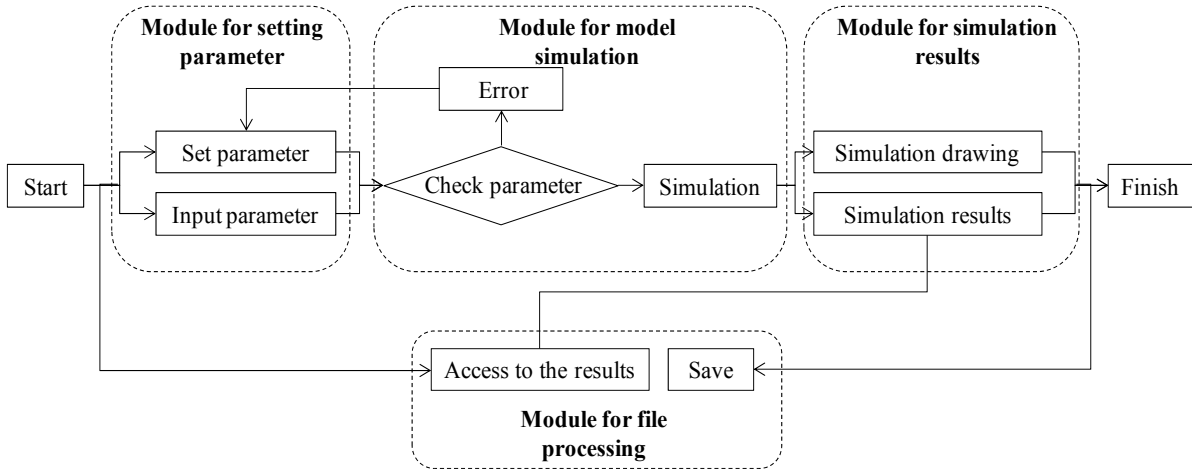 Module for setting
parameter
Module for model
simulation
Module for simulation
results
Error
Set parameter
Input parameter
Start
Check parameter
Simulation
Simulation drawing
Simulation results
Finish
Access to the results
Save
Module for file
processing